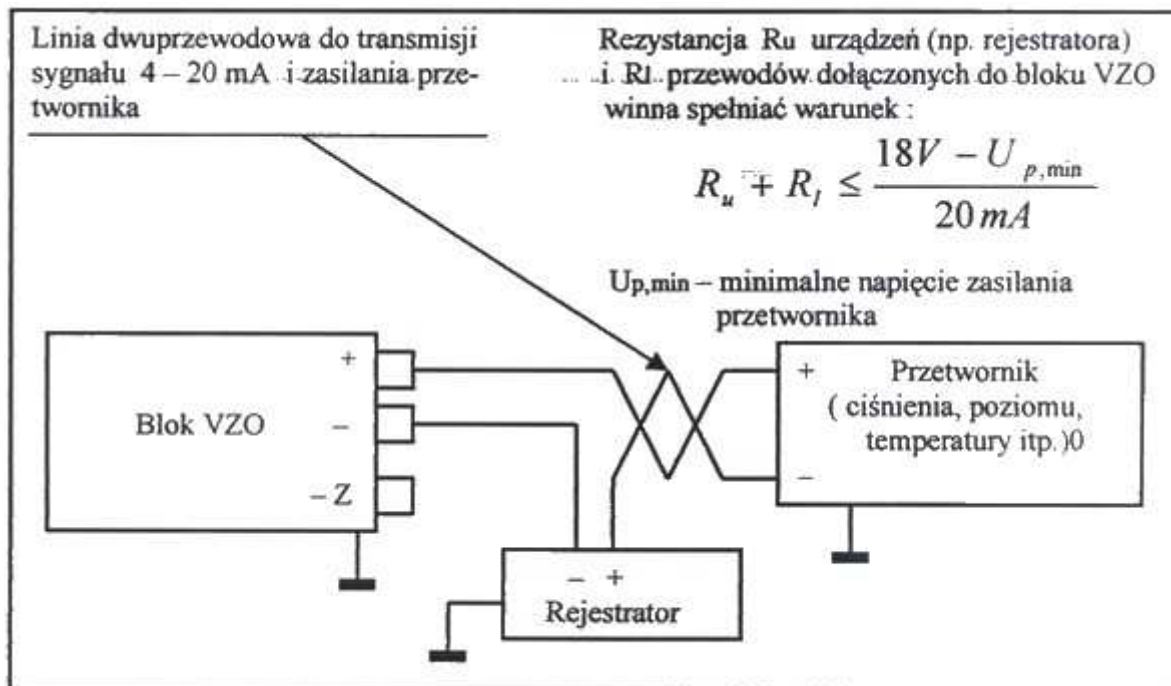 Linia dwuprzewodowa do transmisji
sygnału 4 – 20 mA i zasilania prze-
twornika
Rezystancja Ru urządzeń (np. rejestratora)
i Rl przewodów dołączonych do bloku VZO
winna spełniać warunek :
R_u + R_l ≤ (18V – U_p,min) / 20 mA
Up,min – minimalne napięcie zasilania
przetwornika
Blok VZO
+
–
– Z
+
–
Przetwornik
( ciśnienia, poziomu,
temperatury itp.)0
– +
Rejestrator